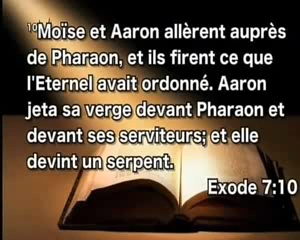 10Moïse et Aaron allèrent auprès
de Pharaon, et ils firent ce que
l'Eternel avait ordonné. Aaron
jeta sa verge devant Pharaon et
devant ses serviteurs; et elle
devint un serpent.
Exode 7:10